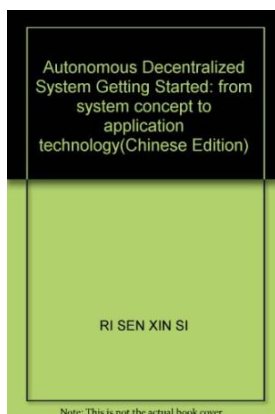 Autonomous Decentralized
System Getting Started: from
system concept to
application
technology(Chinese Edition)
RI SEN XIN SI
Note: This is not the actual book cover